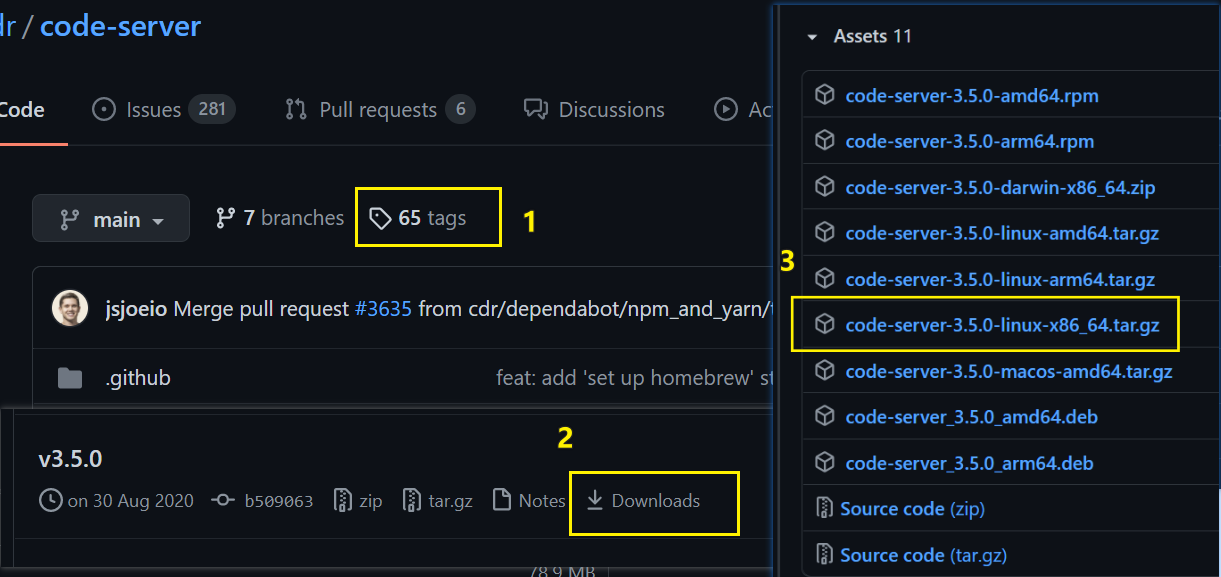 / code-server
Code
Issues 281
Pull requests 6
Discussions
main
7 branches
65 tags
1
jsjoeio Merge pull request #3635 from cdr/dependabot/npm_and_yarn/
.github
feat: add 'set up homebrew' st
v3.5.0
2
on 30 Aug 2020
b509063
zip
tar.gz
Notes
Downloads
78.9 MB
Assets 11
code-server-3.5.0-amd64.rpm
code-server-3.5.0-arm64.rpm
code-server-3.5.0-darwin-x86_64.zip
code-server-3.5.0-linux-amd64.tar.gz
3
code-server-3.5.0-linux-arm64.tar.gz
code-server-3.5.0-linux-x86_64.tar.gz
code-server-3.5.0-macos-amd64.tar.gz
code-server_3.5.0_amd64.deb
code-server_3.5.0_arm64.deb
Source code (zip)
Source code (tar.gz)